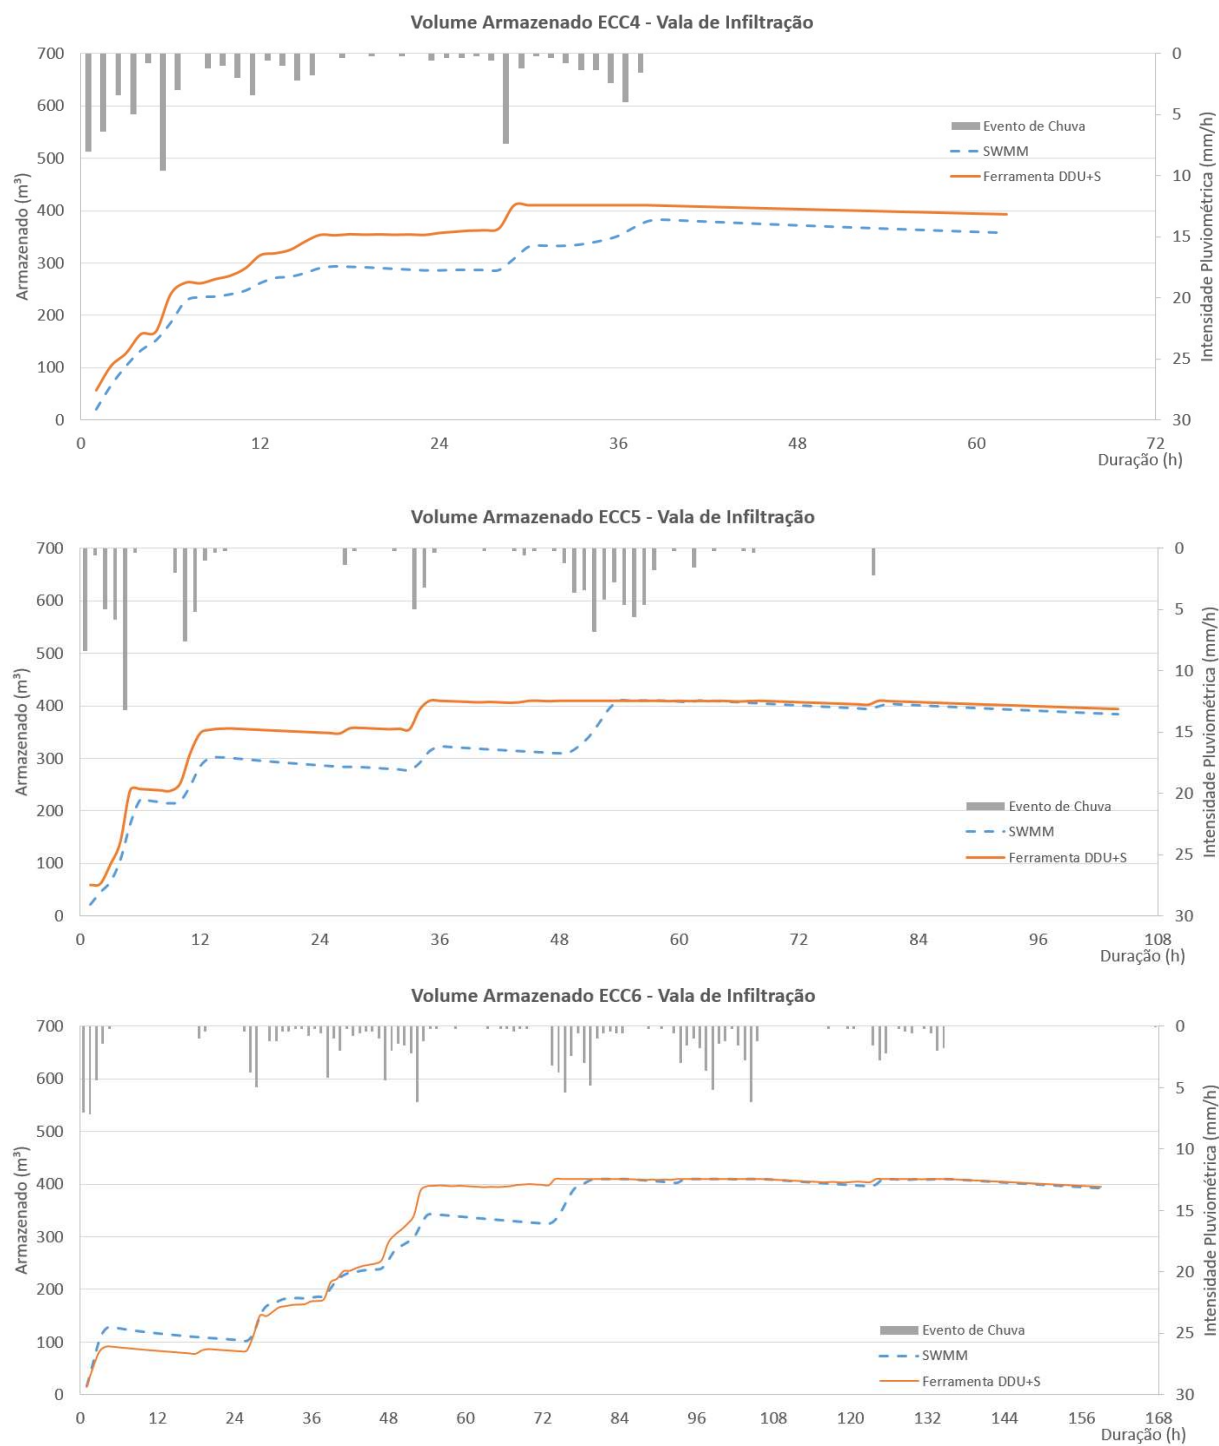 Volume Armazenado ECC4 - Vala de Infiltração
700
600
500
400
300
200
100
0
Armazenado (m³)
0
5
10
15
20
25
30
Intensidade Pluviométrica (mm/h)
Evento de Chuva
SWMM
Ferramenta DDU+S
0 12 24 36 48 60 72
Duração (h)
Volume Armazenado ECC5 - Vala de Infiltração
700
600
500
400
300
200
100
0
Armazenado (m³)
0
5
10
15
20
25
30
Intensidade Pluviométrica (mm/h)
Evento de Chuva
SWMM
Ferramenta DDU+S
0 12 24 36 48 60 72 84 96 108
Duração (h)
Volume Armazenado ECC6 - Vala de Infiltração
700
600
500
400
300
200
100
0
Armazenado (m³)
0
5
10
15
20
25
30
Intensidade Pluviométrica (mm/h)
Evento de Chuva
SWMM
Ferramenta DDU+S
0 12 24 36 48 60 72 84 96 108 120 132 144 156 168
Duração (h)